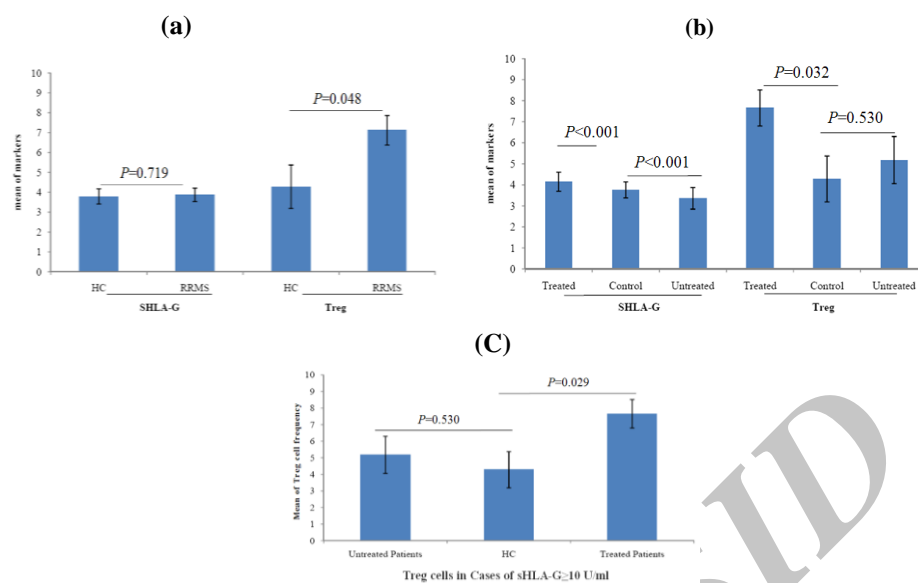 (a)
10
9
8
7
6
5
4
3
2
1
0
mean of markers
P=0.719
P=0.048
HC
RRMS
HC
RRMS
SHLA-G
Treg
(b)
10
9
8
7
6
5
4
3
2
1
0
mean of markers
P<0.001
P<0.001
P=0.032
P=0.530
Treated
Control
Untreated
Treated
Control
Untreated
SHLA-G
Treg
(C)
10
9
8
7
6
5
4
3
2
1
0
Mean of Treg cell frequency
P=0.530
P=0.029
Untreated Patients
HC
Treated Patients
Treg cells in Cases of sHLA-G≥10 U/ml
ID